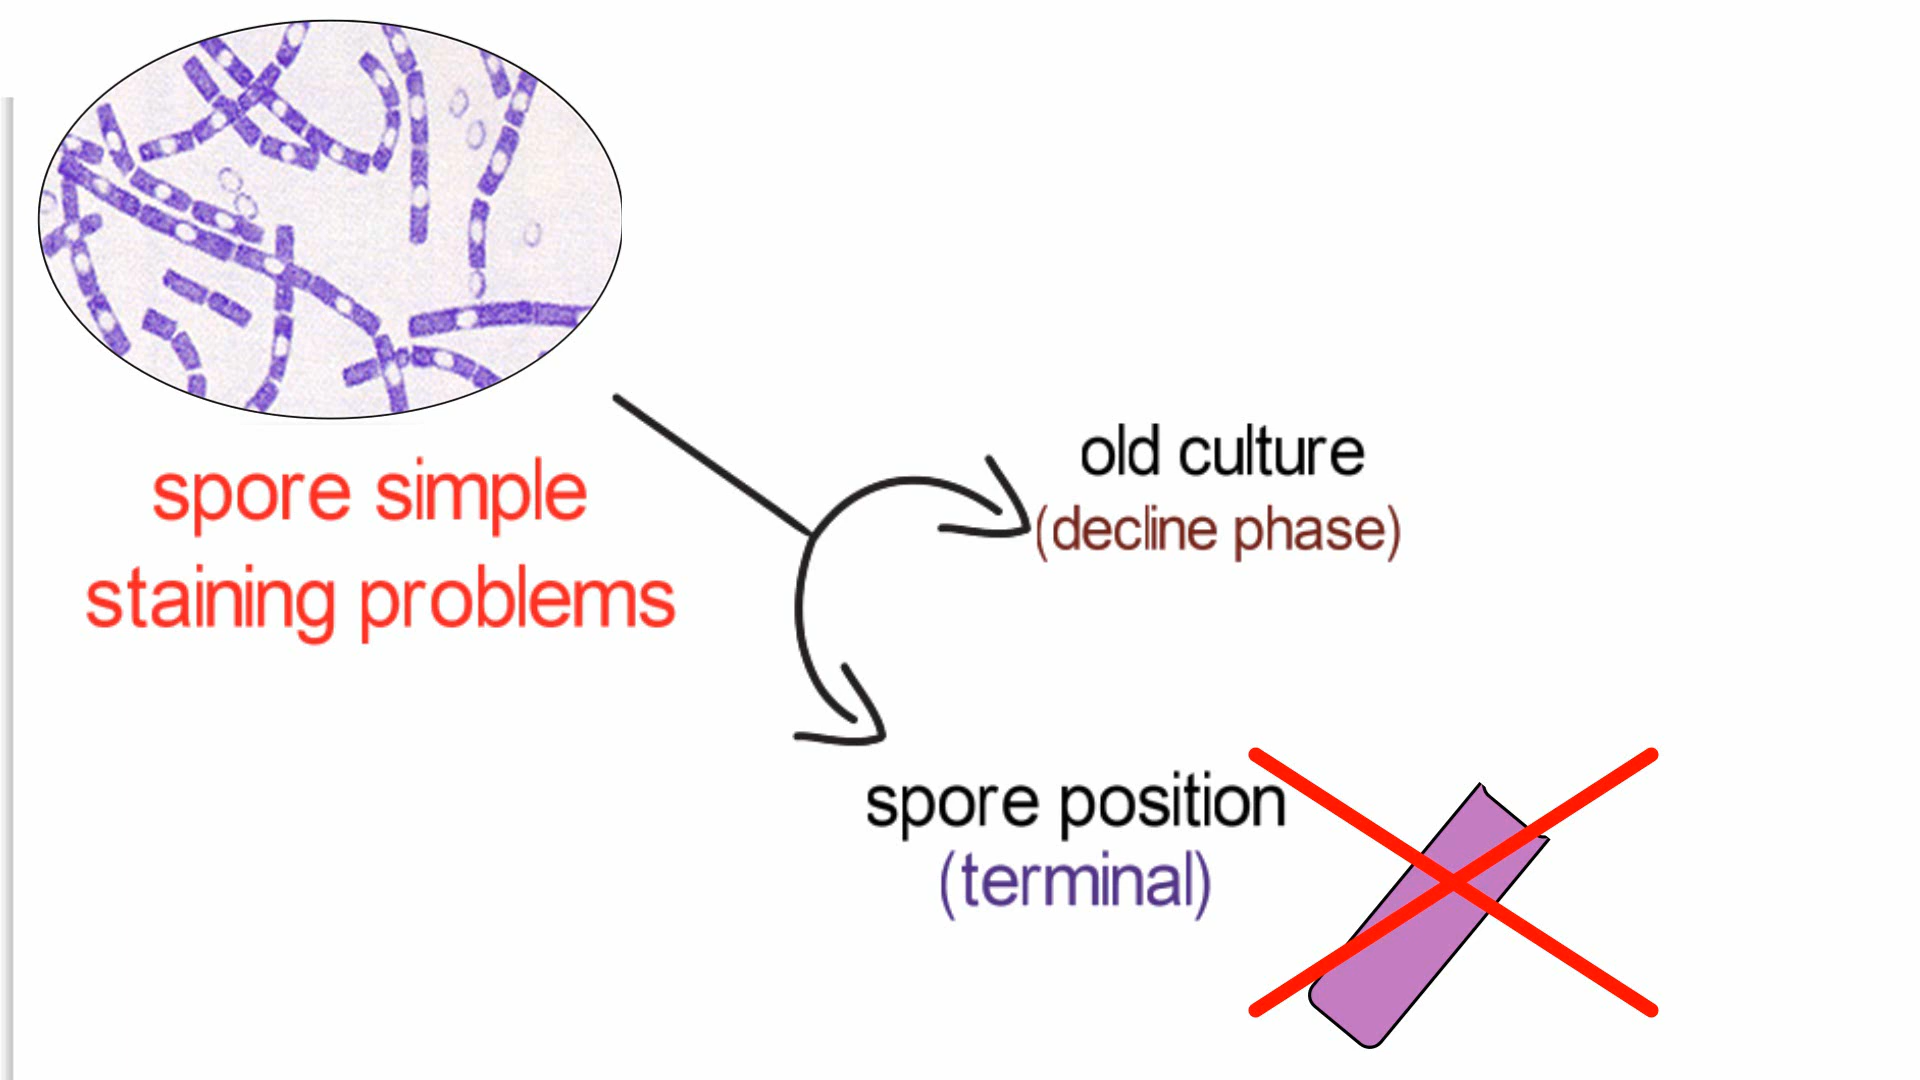 spore simple
staining problems
old culture
(decline phase)
spore position
(terminal)